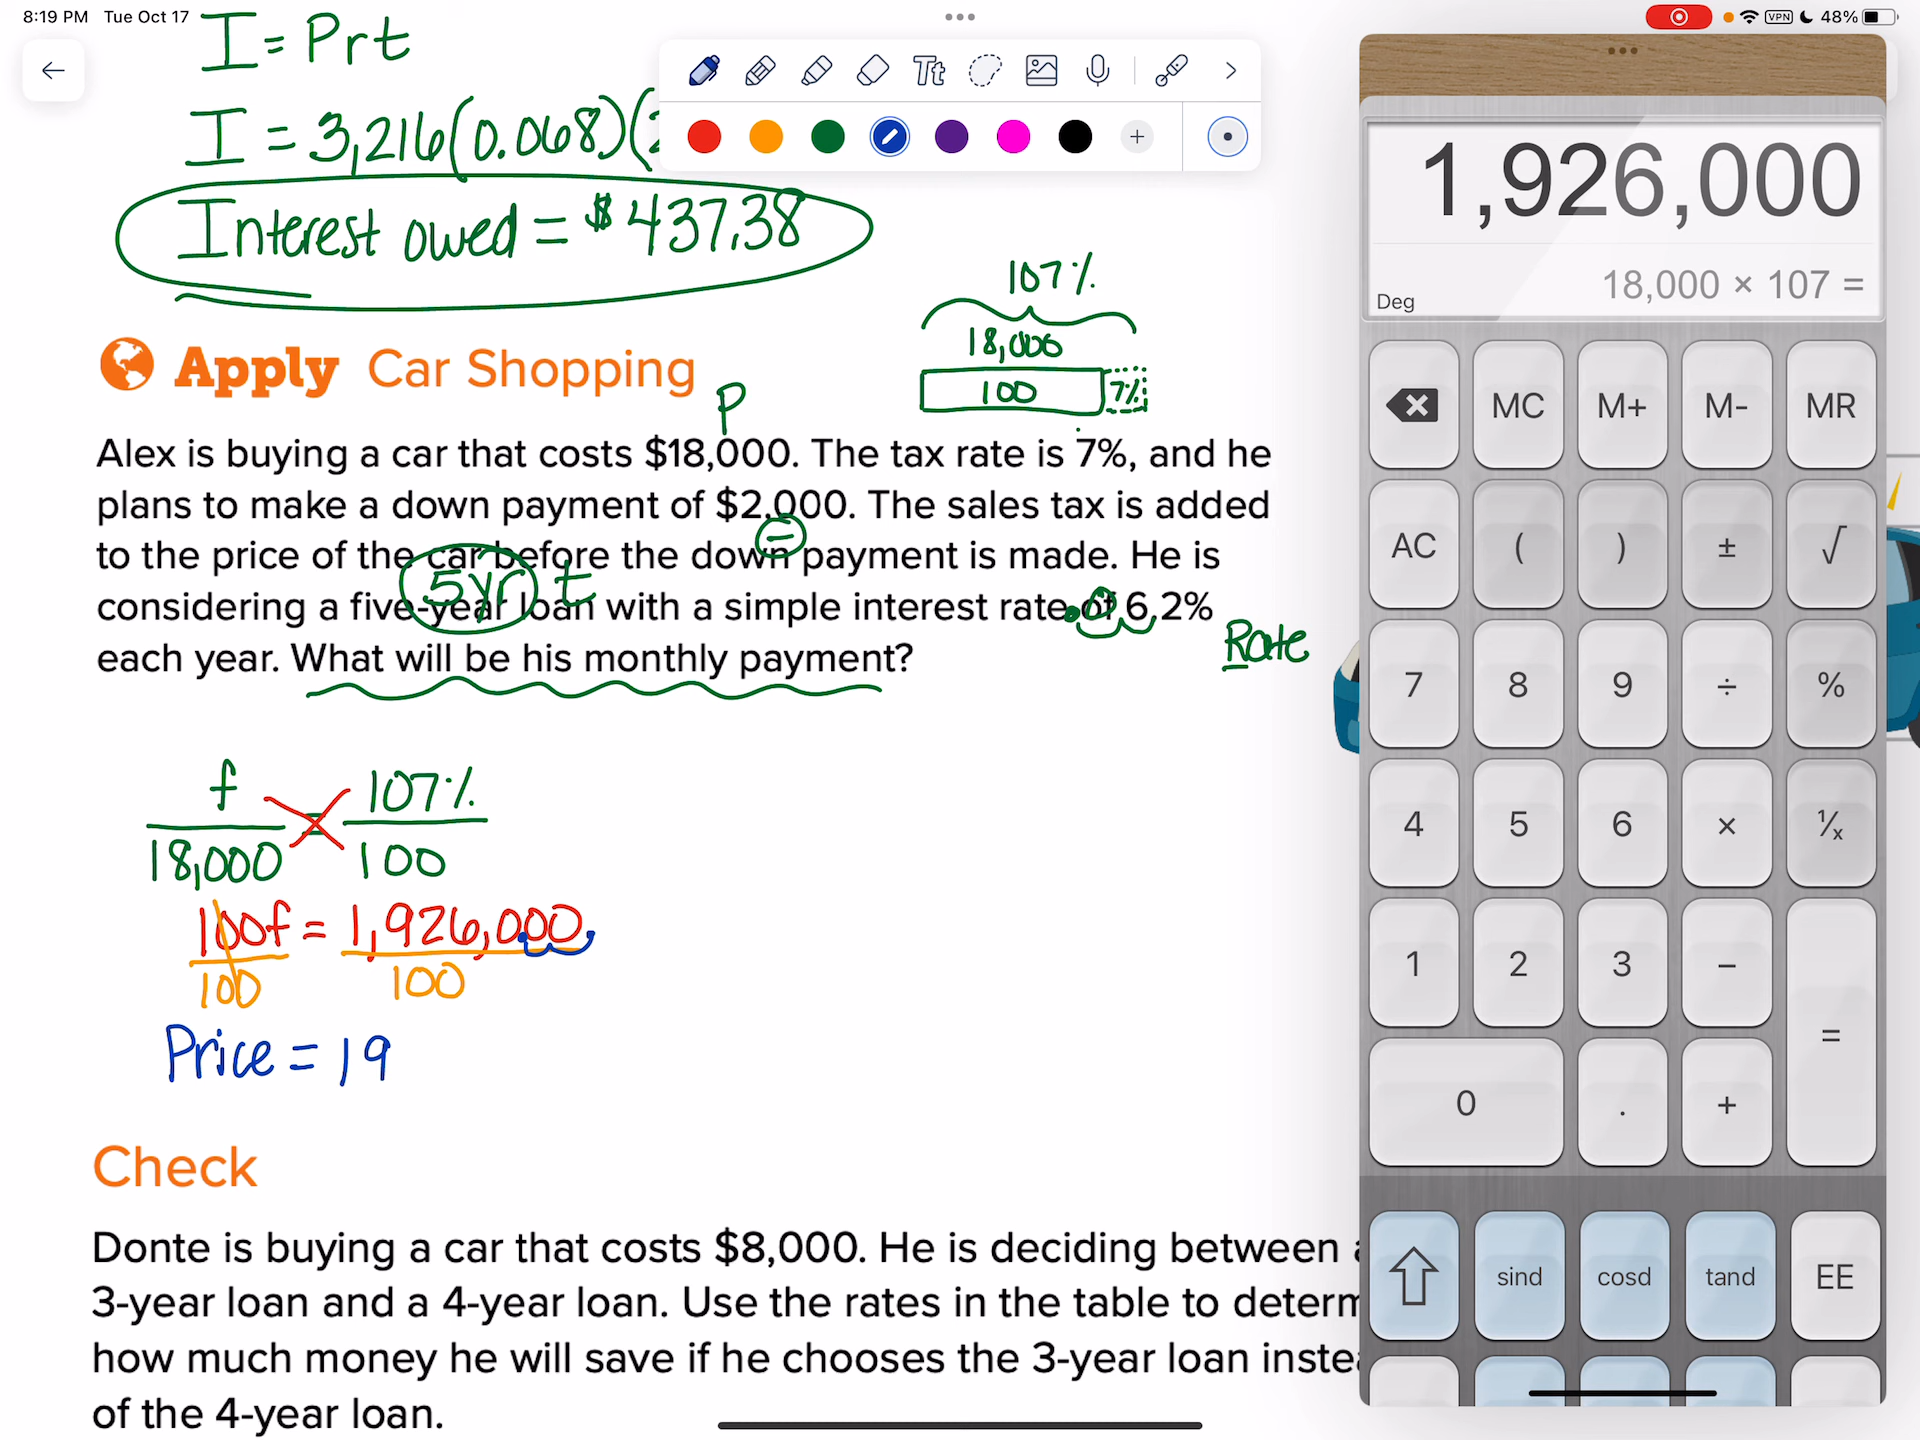 8:19 PM Tue Oct 17
VPN 48%
I = Prt
I = 3,216(0.068)(
Interest owed = $437.38
Tt
107%
18,000
100 7%
Apply Car Shopping
P
Alex is buying a car that costs $18,000. The tax rate is 7%, and he
plans to make a down payment of $2,000. The sales tax is added
to the price of the car before the down payment is made. He is
5yr t
considering a five-year loan with a simple interest rate of 6.2%
Rate
each year. What will be his monthly payment?
f = 107%
18,000 100
100f = 1,926,000.
100 100
Price = 19
Check
Donte is buying a car that costs $8,000. He is deciding between
3-year loan and a 4-year loan. Use the rates in the table to determ
how much money he will save if he chooses the 3-year loan inste
of the 4-year loan.
1,926,000
18,000 × 107 =
Deg
MC M+ M- MR
AC ( ) ± √
7 8 9 ÷ %
4 5 6 × 1/x
1 2 3 −
=
0 . +
sind cosd tand EE